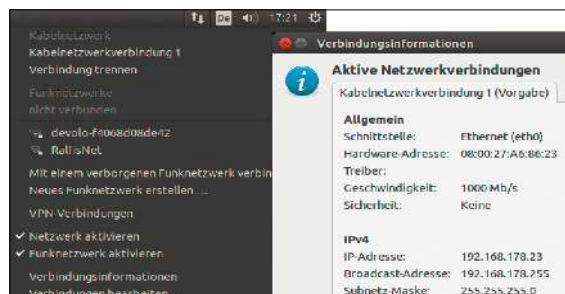 De 17:21
Kabelnetzwerk
Kabelnetzwerkverbindung 1
Verbindung trennen
Funknetzwerke
nicht verbunden
devolo-f4068d08de42
RalfisNet
Mit einem verborgenen Funknetzwerk verbin
Neues Funknetzwerk erstellen ...
VPN-Verbindungen
Netzwerk aktivieren
Funknetzwerk aktivieren
Verbindungsinformationen
Verbindungen bearbeiten
Verbindungsinformationen
Aktive Netzwerkverbindungen
Kabelnetzwerkverbindung 1 (Vorgabe)
Allgemein
Schnittstelle: Ethernet (eth0)
Hardware-Adresse: 08:00:27:A6:86:23
Treiber:
Geschwindigkeit: 1000 Mb/s
Sicherheit: Keine
IPv4
IP-Adresse: 192.168.178.23
Broadcast-Adresse: 192.168.178.255
Subnetz-Maske: 255.255.255.0